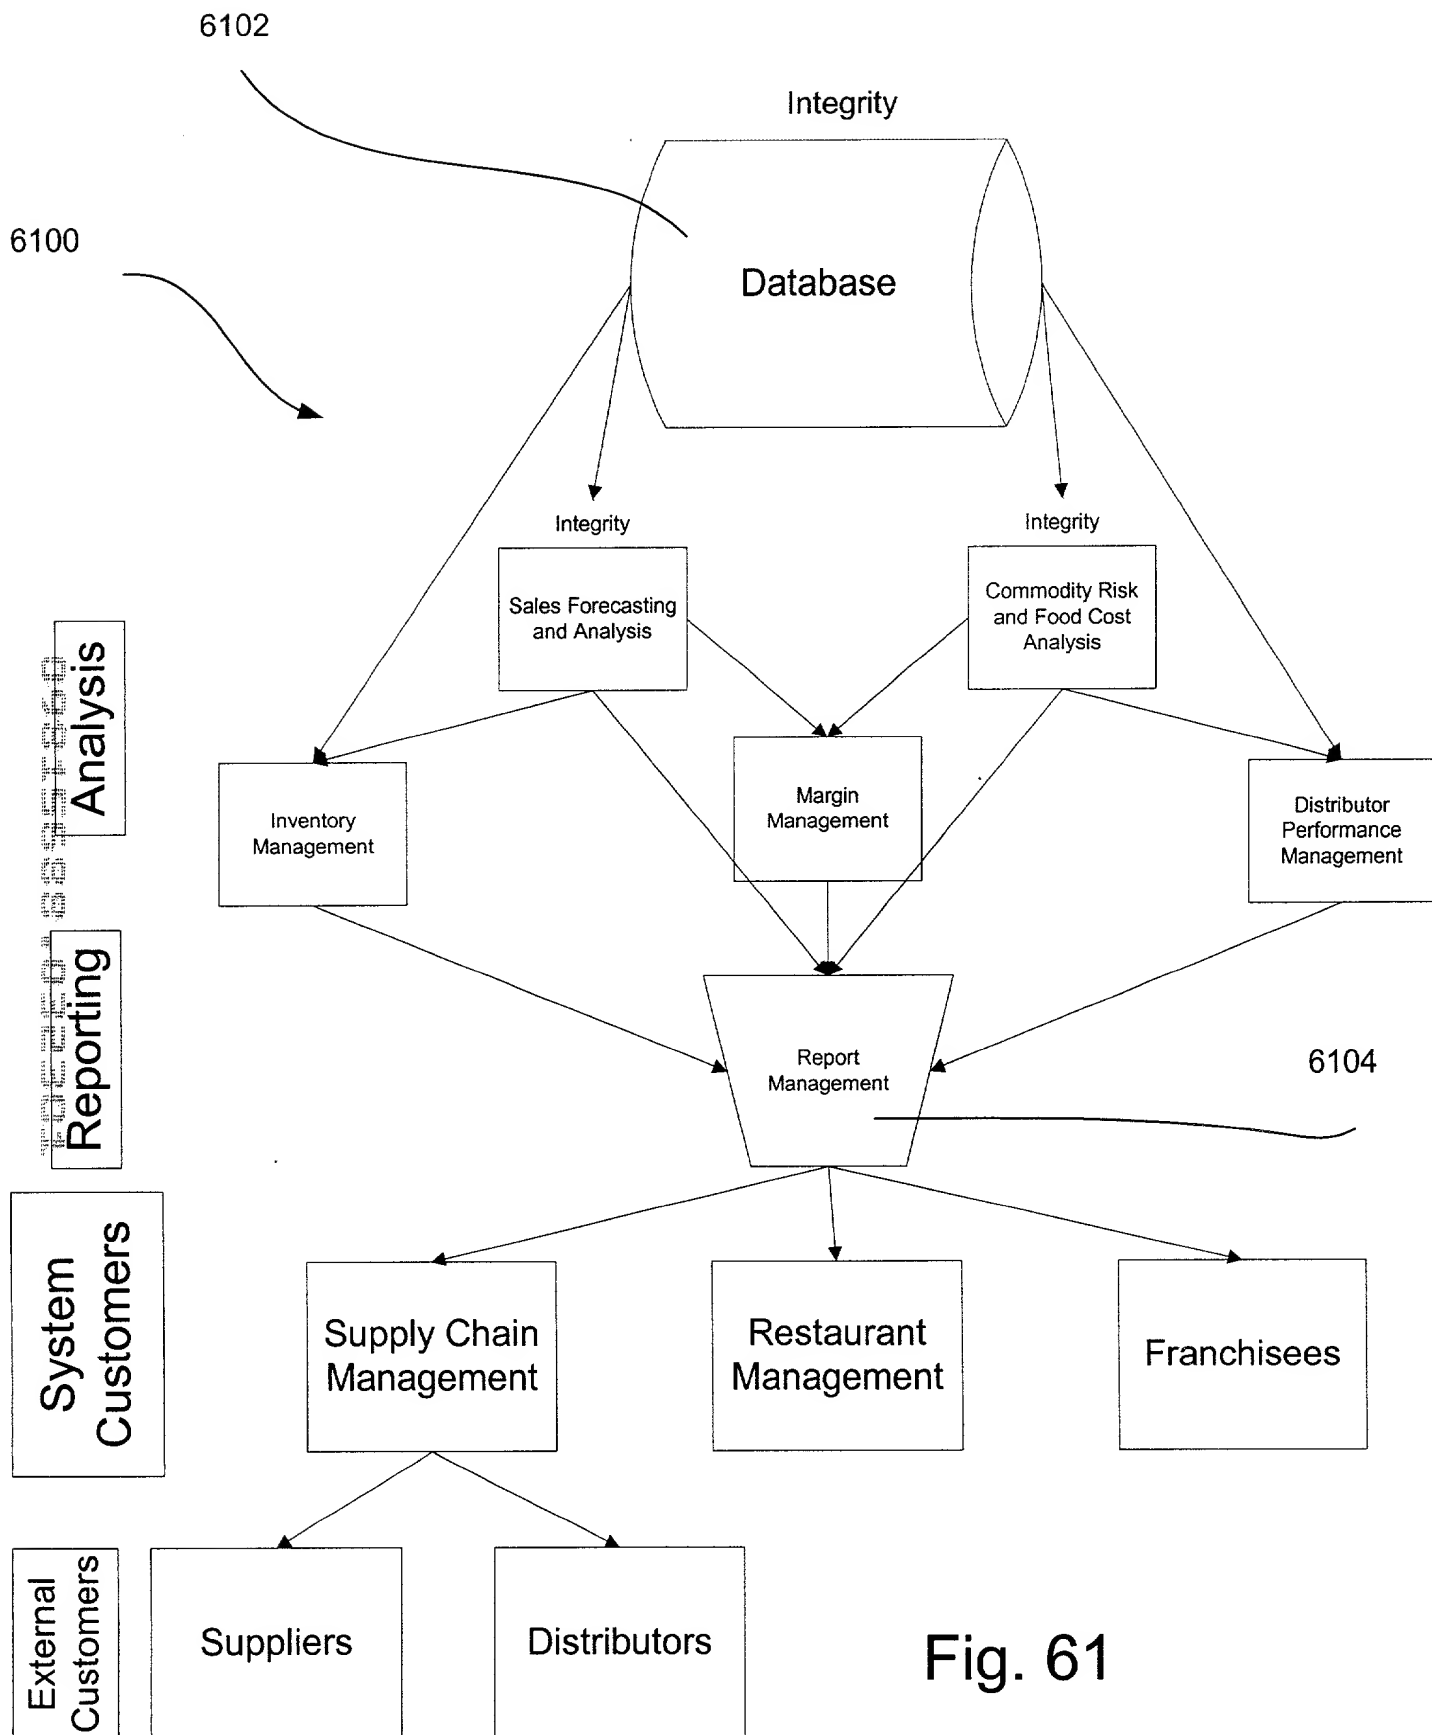 6102
Integrity
6100
Database
Integrity
Integrity
Sales Forecasting
and Analysis
Commodity Risk
and Food Cost
Analysis
Analysis
Inventory
Management
Margin
Management
Distributor
Performance
Management
Reporting
Report
Management
6104
System
Customers
Supply Chain
Management
Restaurant
Management
Franchisees
External
Customers
Suppliers
Distributors
Fig. 61